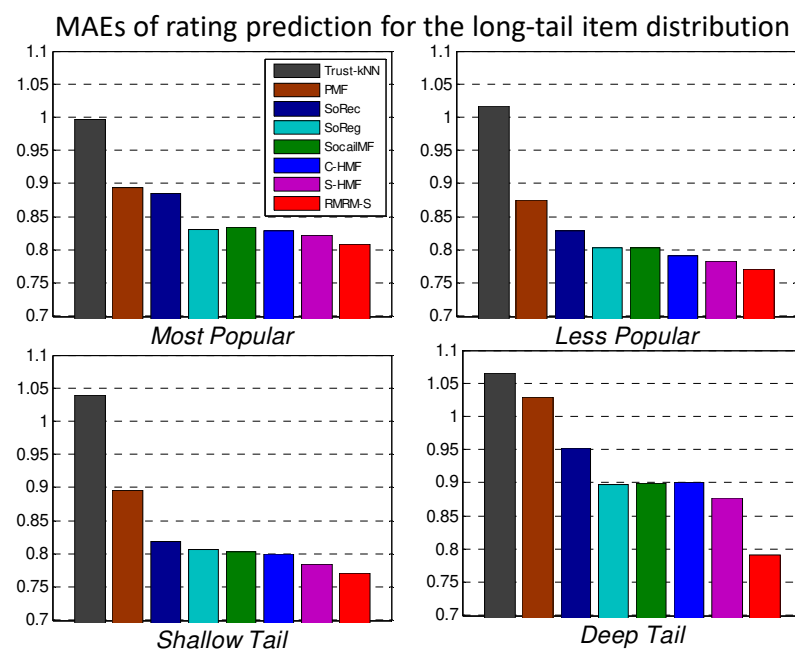 MAEs of rating prediction for the long-tail item distribution
1.1
1.05
1
0.95
0.9
0.85
0.8
0.75
0.7
Trust-kNN
PMF
SoRec
SoReg
SocailMF
C-HMF
S-HMF
RMRM-S
Most Popular
1.1
1.05
1
0.95
0.9
0.85
0.8
0.75
0.7
Less Popular
1.1
1.05
1
0.95
0.9
0.85
0.8
0.75
0.7
Shallow Tail
1.1
1.05
1
0.95
0.9
0.85
0.8
0.75
0.7
Deep Tail